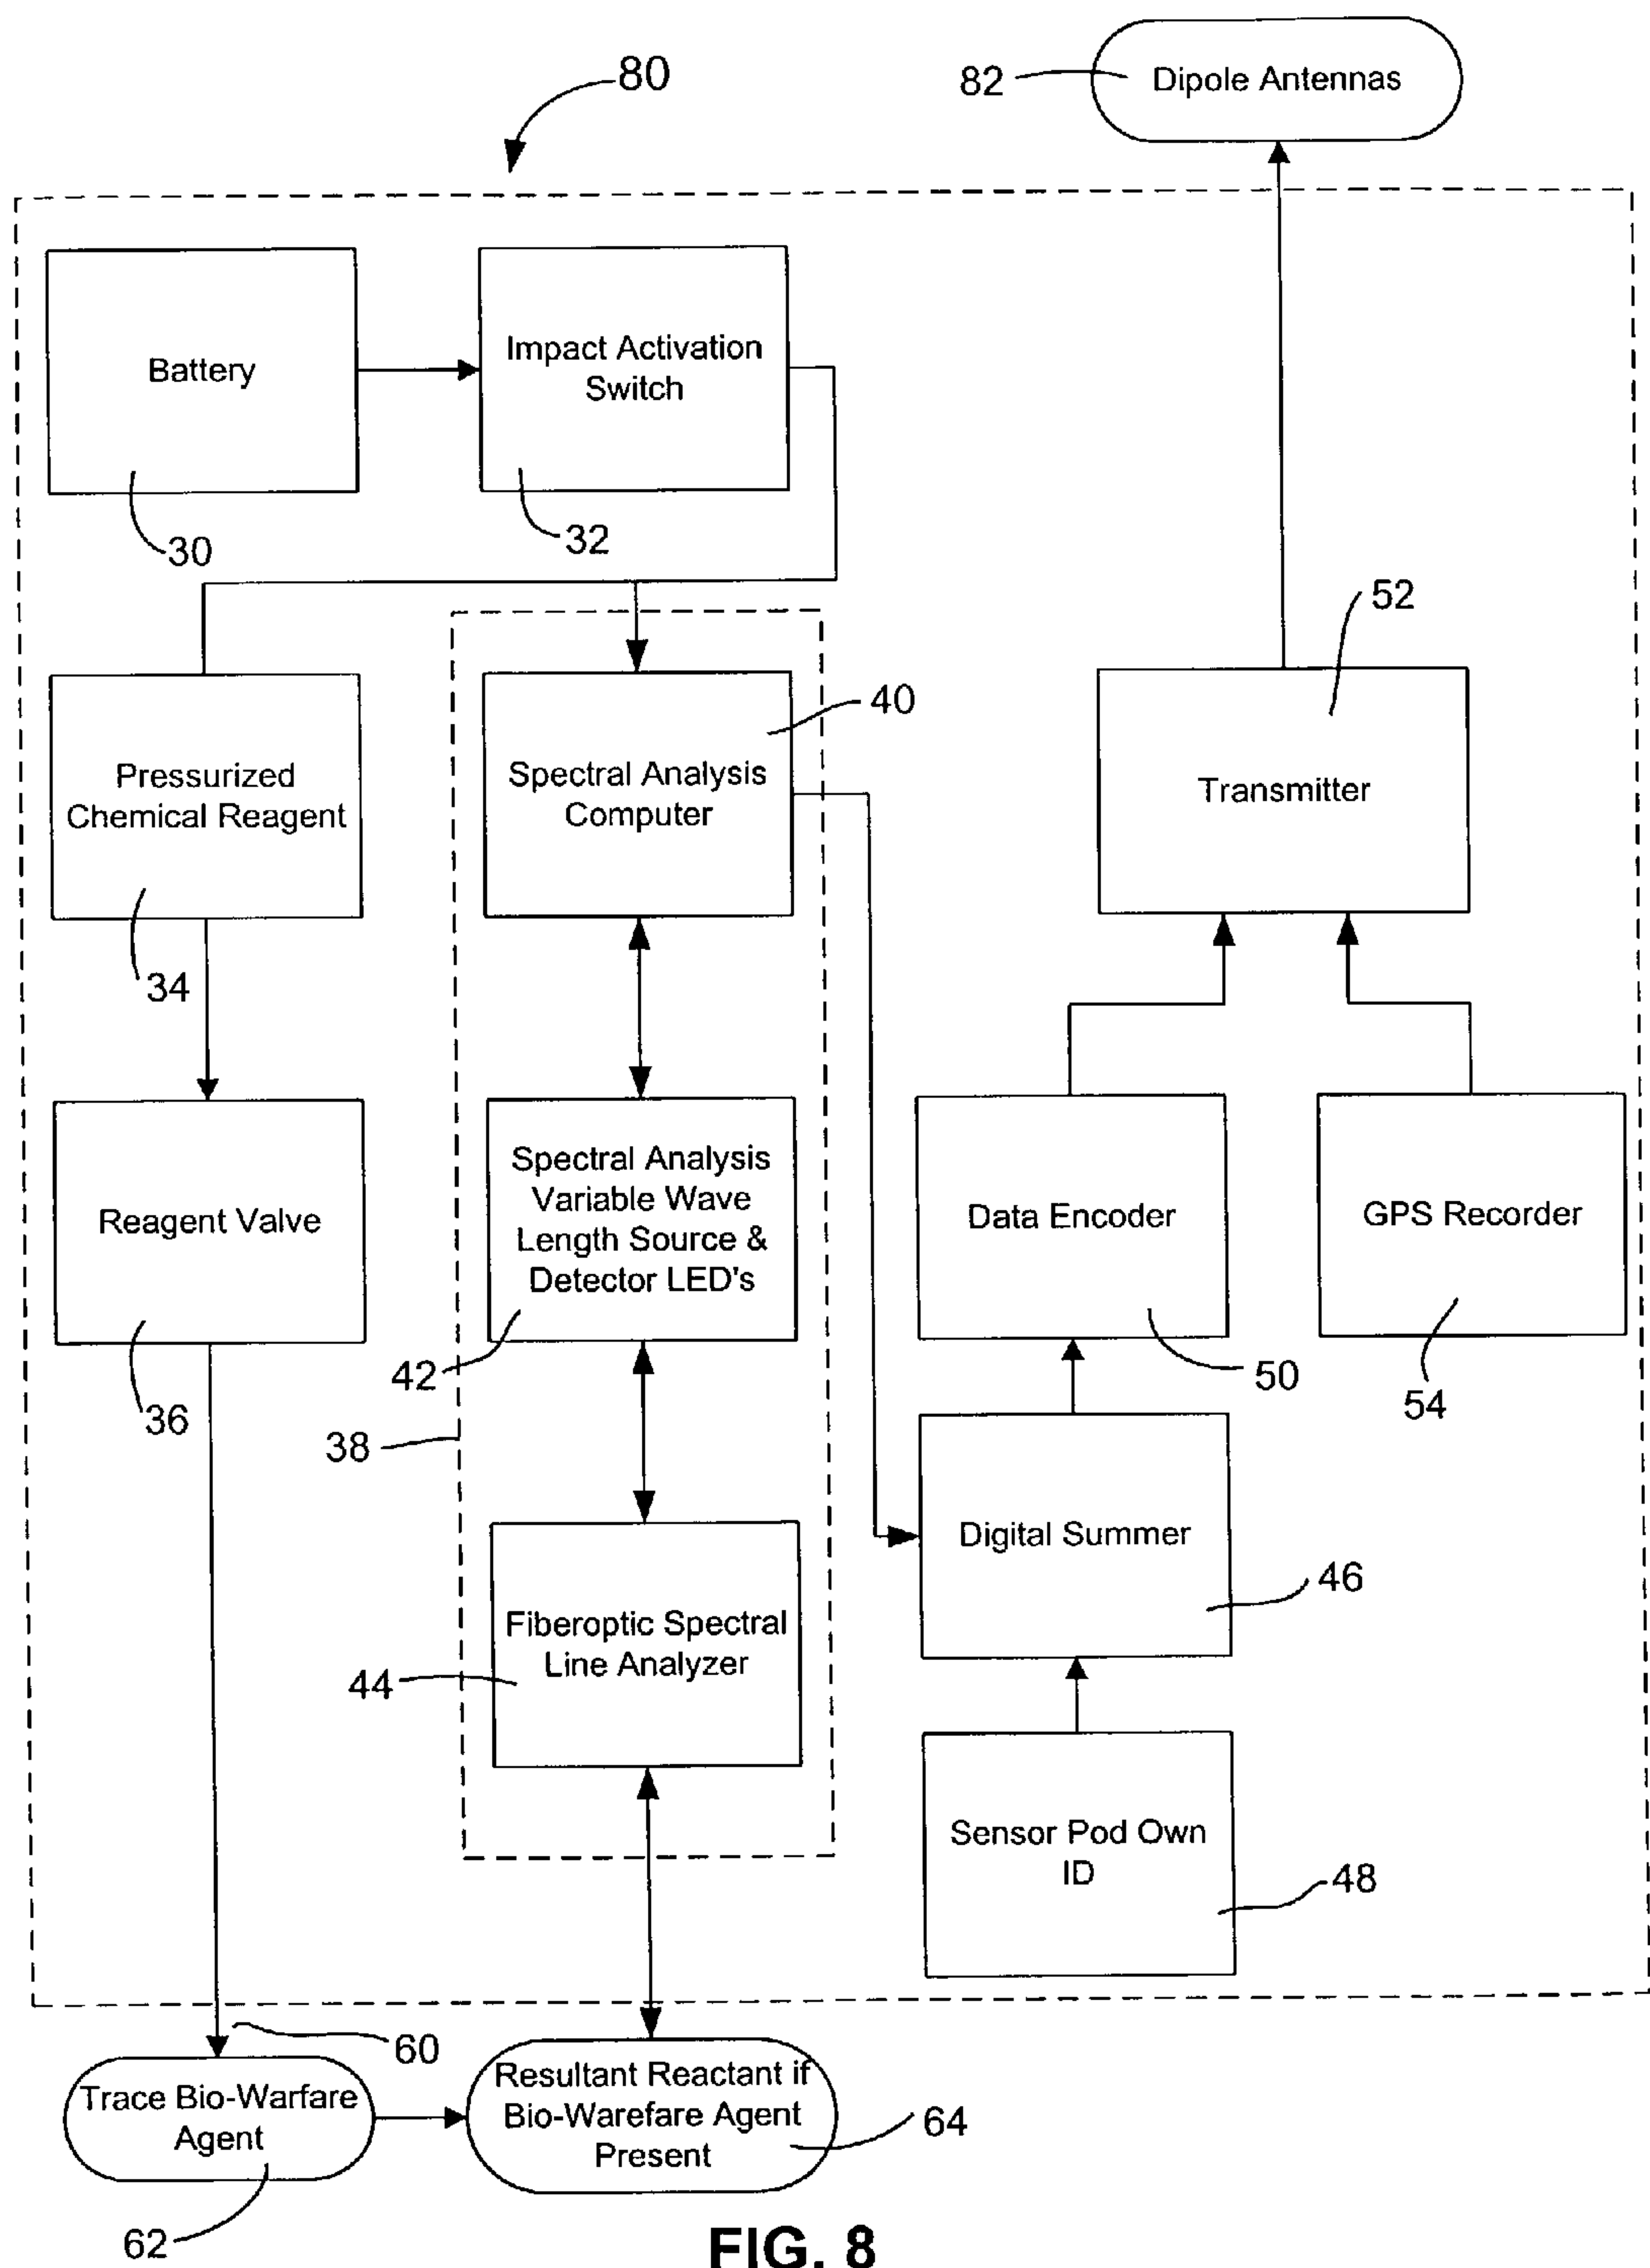 80
82
Dipole Antennas
Battery
30
Impact Activation
Switch
32
Pressurized
Chemical Reagent
34
Spectral Analysis
Computer
40
52
Transmitter
Reagent Valve
36
Spectral Analysis
Variable Wave
Length Source &
Detector LED's
42
38
Data Encoder
50
GPS Recorder
54
Digital Summer
46
Fiberoptic Spectral
Line Analyzer
44
Sensor Pod Own
ID
48
60
Trace Bio-Warfare
Agent
62
Resultant Reactant if
Bio-Warefare Agent
Present
64
FIG. 8